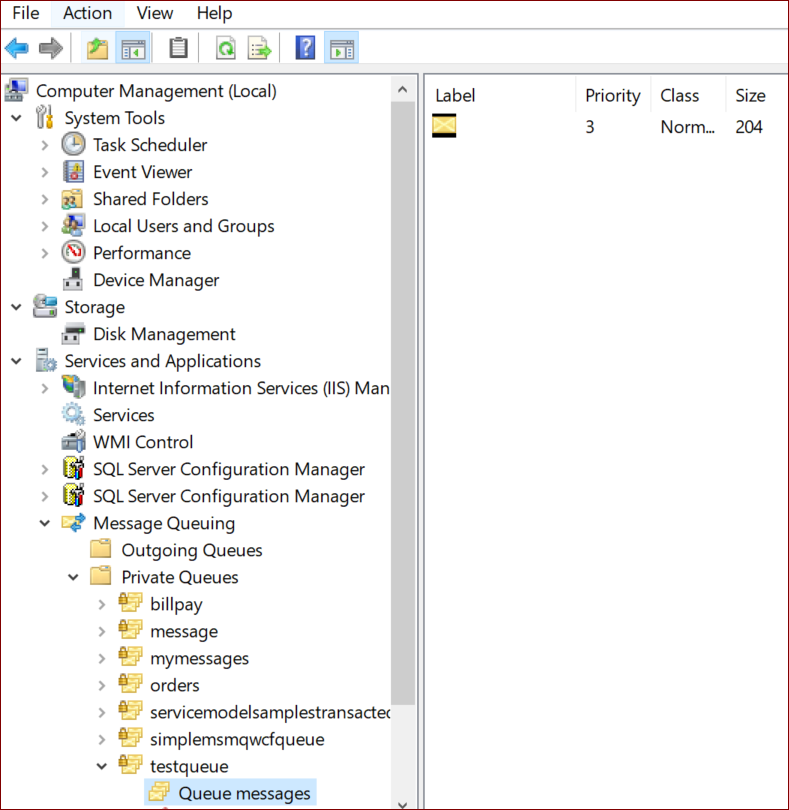 File Action View Help
Computer Management (Local)
System Tools
Task Scheduler
Event Viewer
Shared Folders
Local Users and Groups
Performance
Device Manager
Storage
Disk Management
Services and Applications
Internet Information Services (IIS) Man
Services
WMI Control
SQL Server Configuration Manager
SQL Server Configuration Manager
Message Queuing
Outgoing Queues
Private Queues
billpay
message
mymessages
orders
servicemodelsamplestransacted
simplemsmqwcfqueue
testqueue
Queue messages
Label Priority Class Size
3 Norm... 204